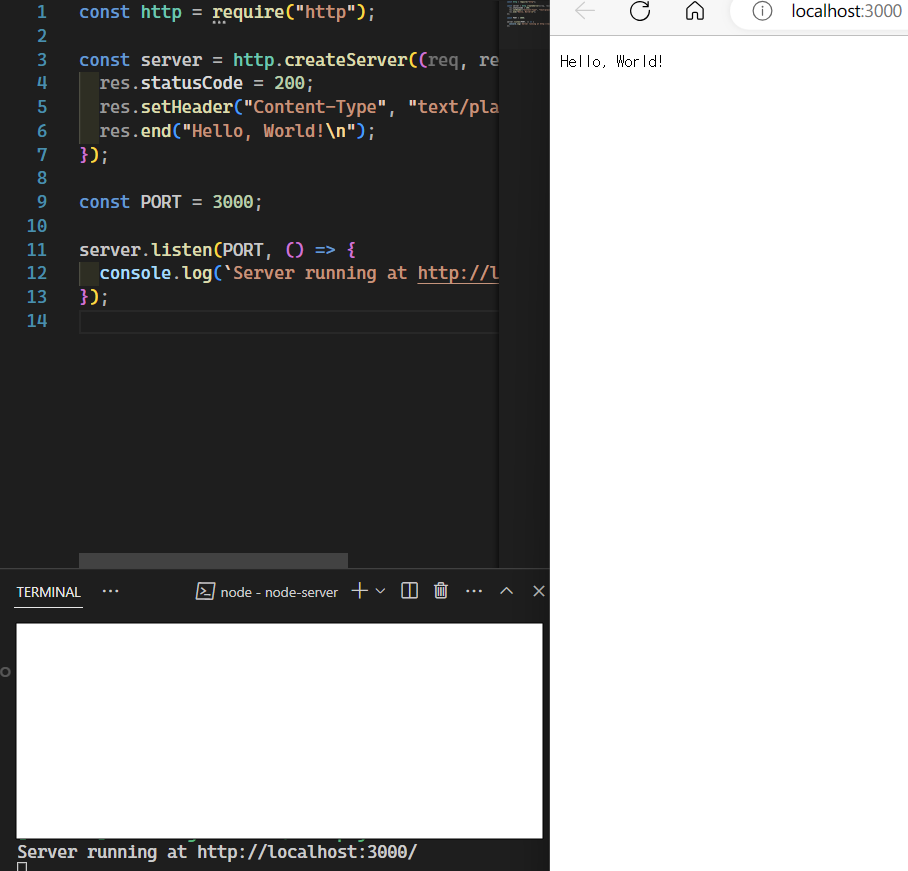 1 const http = require("http");
2
3 const server = http.createServer((req, re
4 res.statusCode = 200;
5 res.setHeader("Content-Type", "text/pla
6 res.end("Hello, World!\n");
7 });
8
9 const PORT = 3000;
10
11 server.listen(PORT, () => {
12 console.log(`Server running at http://l
13 });
14
TERMINAL ··· node - node-server
Server running at http://localhost:3000/
localhost:3000
Hello, World!